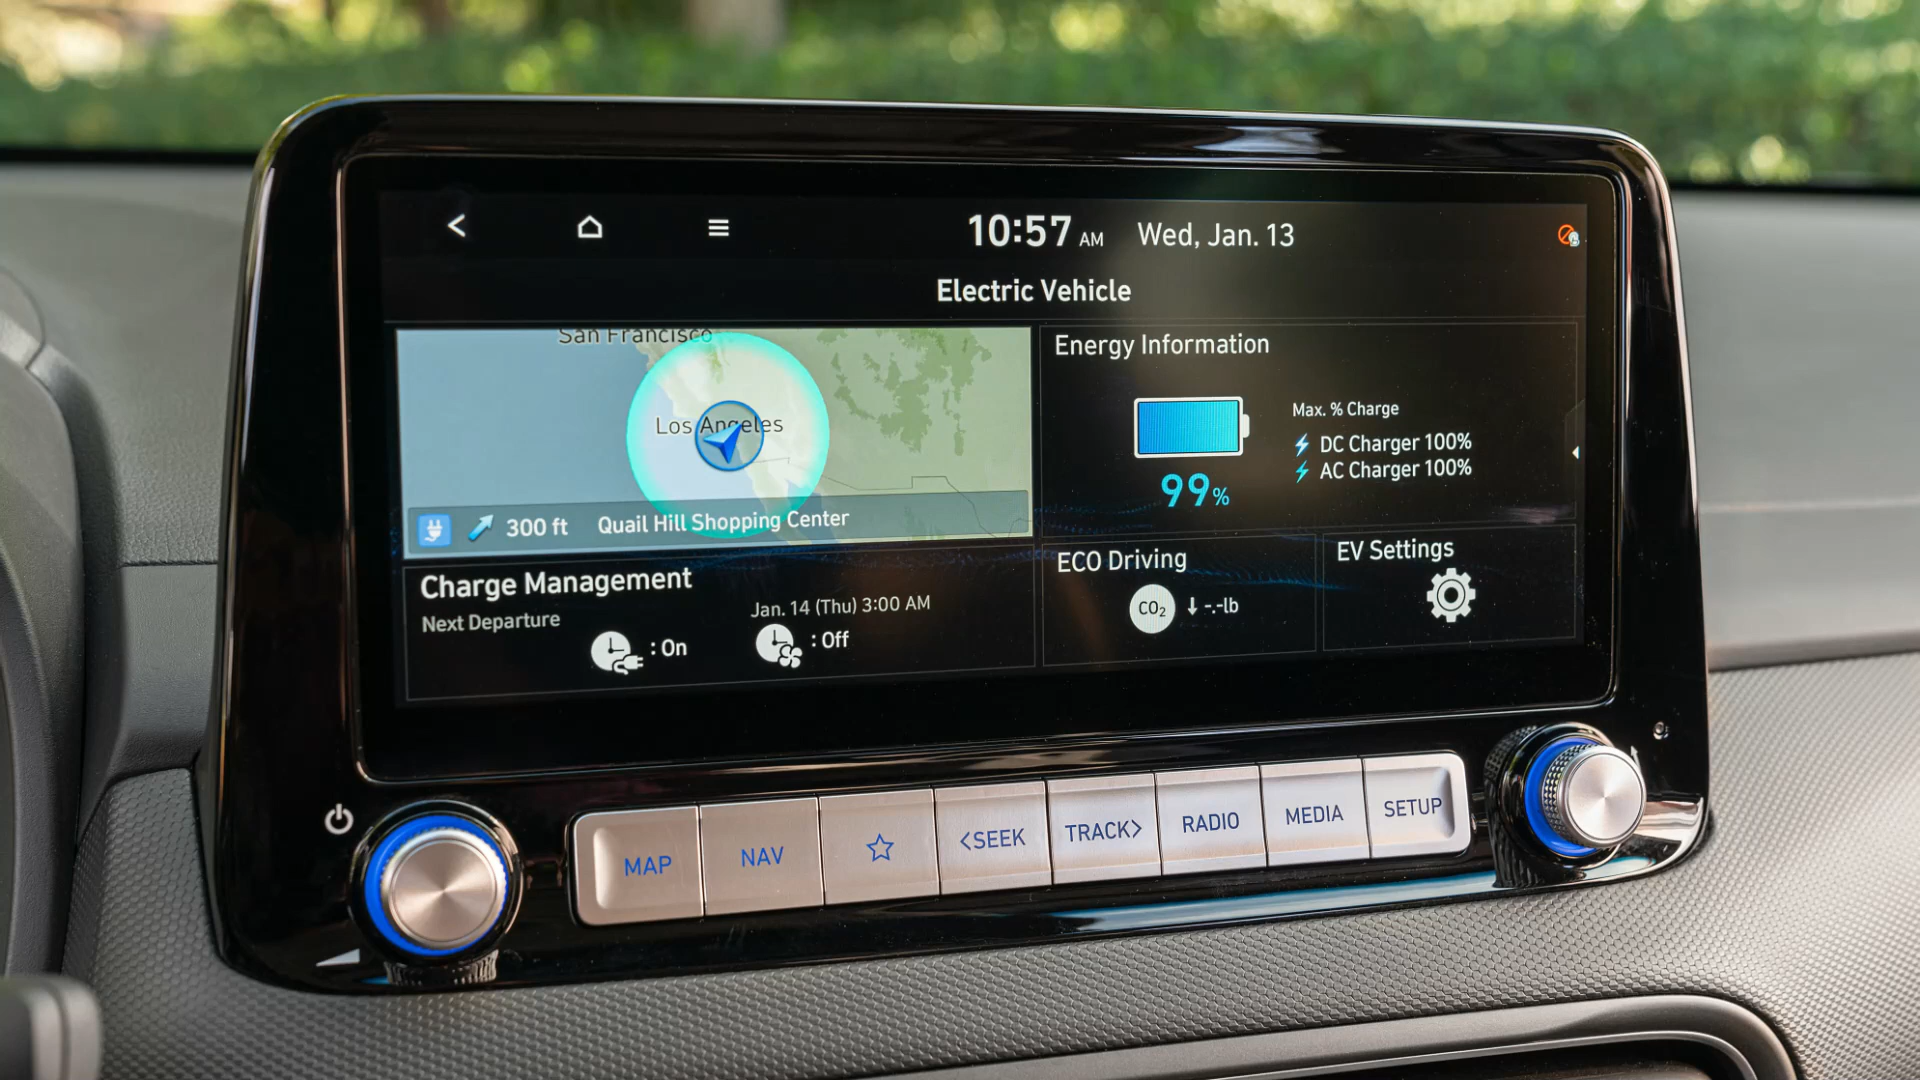 10:57 AM Wed, Jan. 13
Electric Vehicle
San Francisco
Los Angeles
300 ft Quail Hill Shopping Center
Energy Information
99%
Max. % Charge
DC Charger 100%
AC Charger 100%
Charge Management
Next Departure
Jan. 14 (Thu) 3:00 AM
: On
: Off
ECO Driving
CO₂ -.-lb
EV Settings
MAP NAV <SEEK TRACK> RADIO MEDIA SETUP